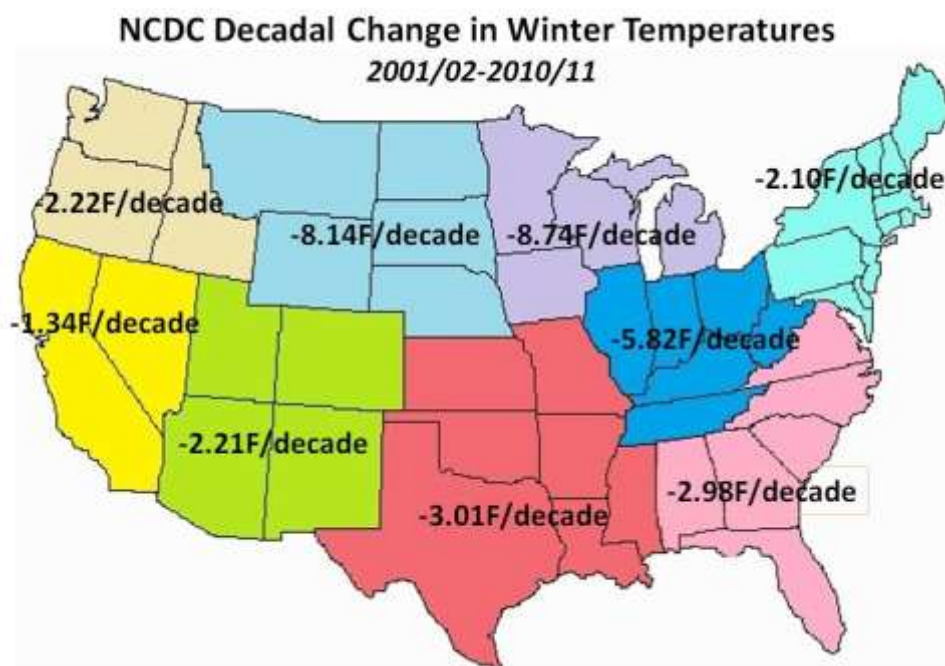 NCDC Decadal Change in Winter Temperatures
2001/02-2010/11
-2.10F/decade
-2.22F/decade
-8.14F/decade
-8.74F/decade
-1.34F/decade
-5.82F/decade
-2.21F/decade
-2.98F/decade
-3.01F/decade